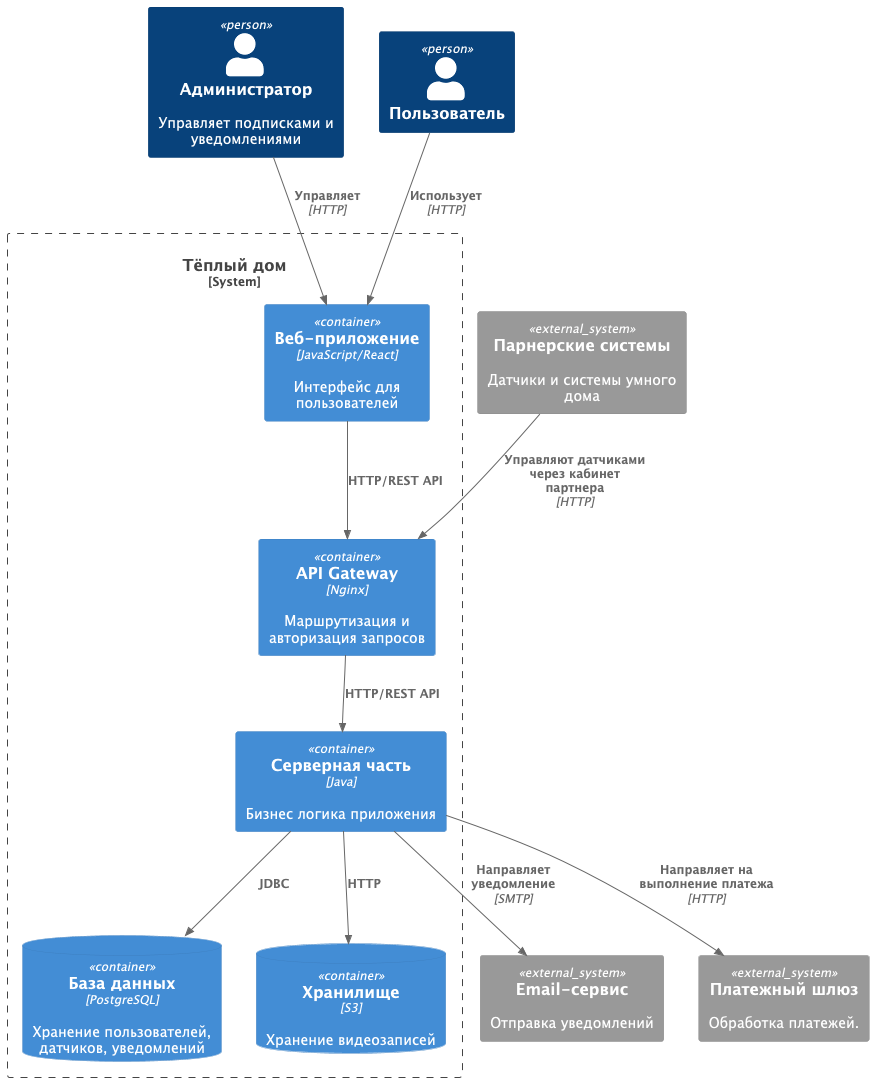 «person»
Администратор
Управляет подписками и
уведомлениями
«person»
Пользователь
Управляет
[HTTP]
Использует
[HTTP]
Тёплый дом
[System]
«container»
Веб-приложение
[JavaScript/React]
Интерфейс для
пользователей
«external_system»
Парнерские системы
Датчики и системы умного
дома
HTTP/REST API
Управляют датчиками
через кабинет
партнера
[HTTP]
«container»
API Gateway
[Nginx]
Маршрутизация и
авторизация запросов
HTTP/REST API
«container»
Серверная часть
[Java]
Бизнес логика приложения
JDBC
HTTP
Направляет
уведомление
[SMTP]
Направляет на
выполнение платежа
[HTTP]
«container»
База данных
[PostgreSQL]
Хранение пользователей,
датчиков, уведомлений
«container»
Хранилище
[S3]
Хранение видеозаписей
«external_system»
Email-сервис
Отправка уведомлений
«external_system»
Платежный шлюз
Обработка платежей.